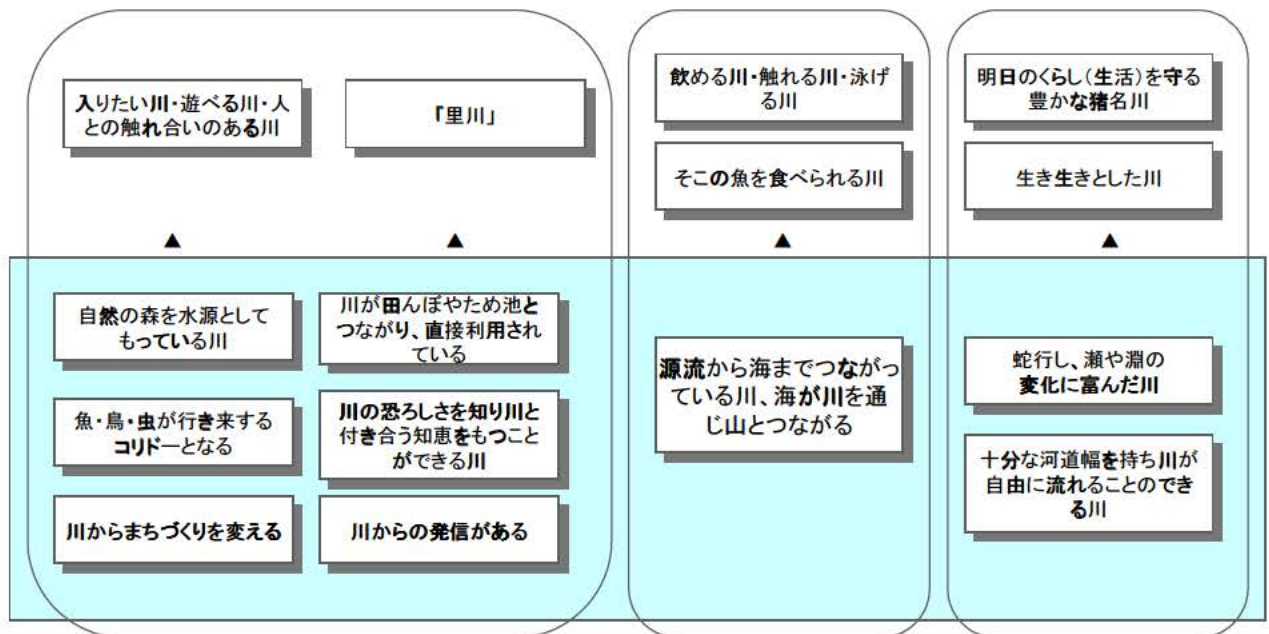 入りたい川・遊べる川・人
との触れ合いのある川
「里川」
▲
▲
自然の森を水源として
もっている川
川が田んぼやため池と
つながり、直接利用され
ている
魚・鳥・虫が行き来する
コリドーとなる
川の恐ろしさを知り川と
付き合う知恵をもつこと
ができる川
川からまちづくりを変える
川からの発信がある
飲める川・触れる川・泳げ
る川
そこの魚を食べられる川
▲
源流から海までつながっ
ている川、海が川を通
じ山とつながる
明日のくらし(生活)を守る
豊かな猪名川
生き生きとした川
▲
蛇行し、瀬や淵の
変化に富んだ川
十分な河道幅を持ち川が
自由に流れることのでき
る川